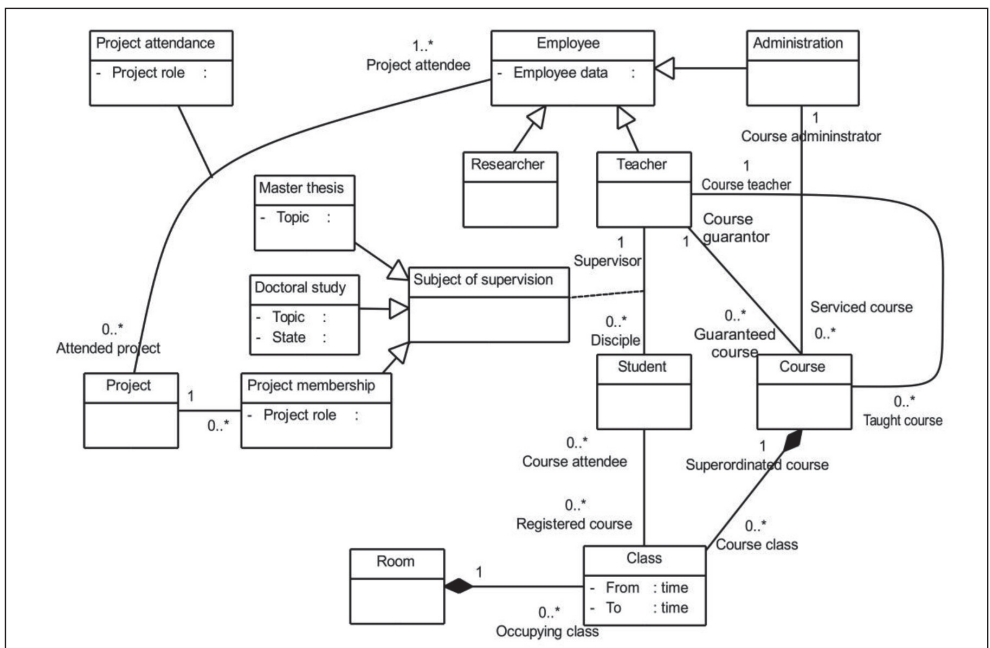 Project attendance
- Project role :
1..*
Project attendee
Employee
- Employee data :
Administration
1
Course admininstrator
Researcher
Teacher
1
Course teacher
Master thesis
- Topic :
1
Supervisor
1
Course
guarantor
Subject of supervision
Doctoral study
- Topic :
- State :
0..*
Attended project
0..*
Disciple
0..*
Guaranteed
course
Serviced course
0..*
Project
1
0..*
Project membership
- Project role :
Student
Course
0..*
Taught course
0..*
Course attendee
1
Superordinated course
0..*
Registered course
0..*
Course class
Room
1
0..*
Occupying class
Class
- From : time
- To : time